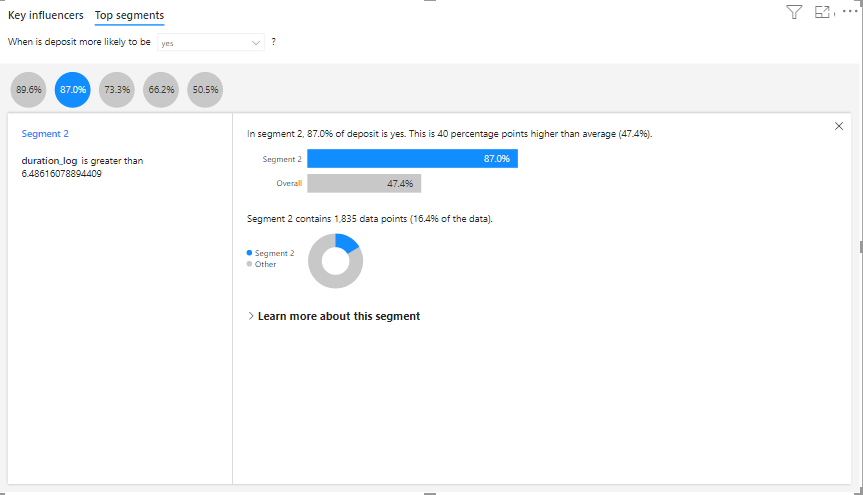 Key influencers Top segments
When is deposit more likely to be yes ?
89.6% 87.0% 73.3% 66.2% 50.5%
Segment 2
duration_log is greater than
6.48616078894409
In segment 2, 87.0% of deposit is yes. This is 40 percentage points higher than average (47.4%).
Segment 2 87.0%
Overall 47.4%
Segment 2 contains 1,835 data points (16.4% of the data).
Segment 2
Other
Learn more about this segment